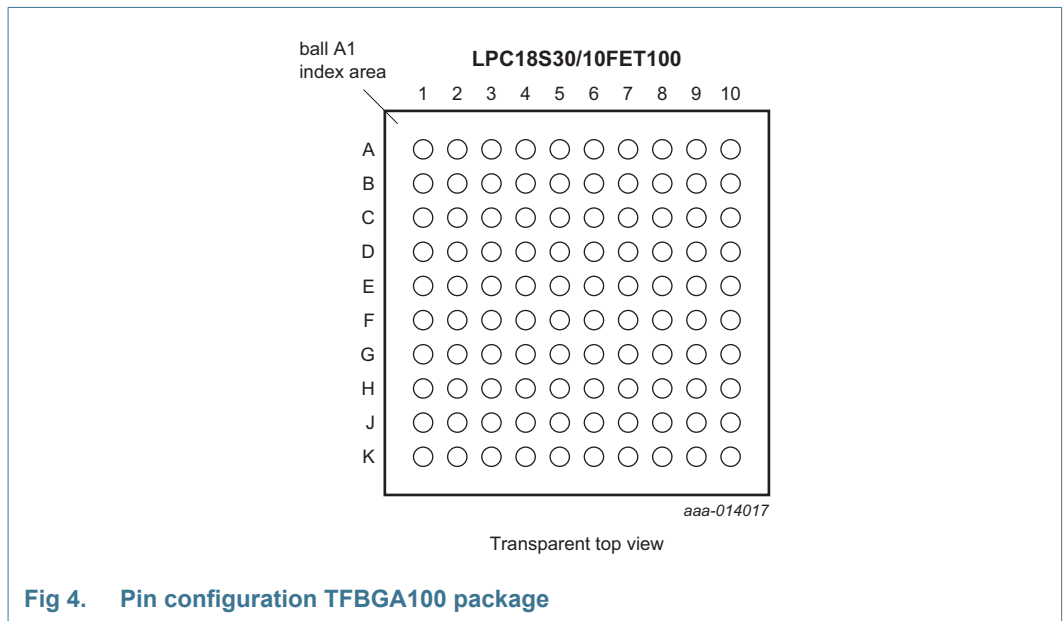 ball A1
index area
LPC18S30/10FET100
1 2 3 4 5 6 7 8 9 10
A
B
C
D
E
F
G
H
J
K
aaa-014017
Transparent top view
Fig 4. Pin configuration TFBGA100 package